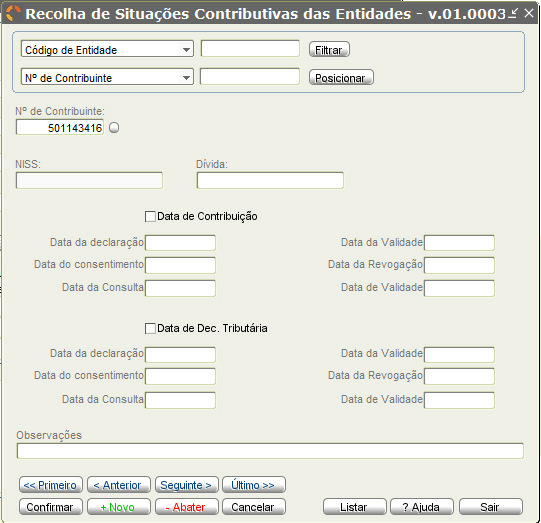 Recolha de Situações Contributivas das Entidades - v.01.0003
Código de Entidade Filtrar
Nº de Contribuinte Posicionar
Nº de Contribuinte:
501143416
NISS: Dívida:
Data de Contribuição
Data da declaração Data da Validade
Data do consentimento Data da Revogação
Data da Consulta Data de Validade
Data de Dec. Tributária
Data da declaração Data da Validade
Data do consentimento Data da Revogação
Data da Consulta Data de Validade
Observações
<< Primeiro < Anterior Seguinte > Último >>
Confirmar + Novo - Abater Cancelar Listar ? Ajuda Sair